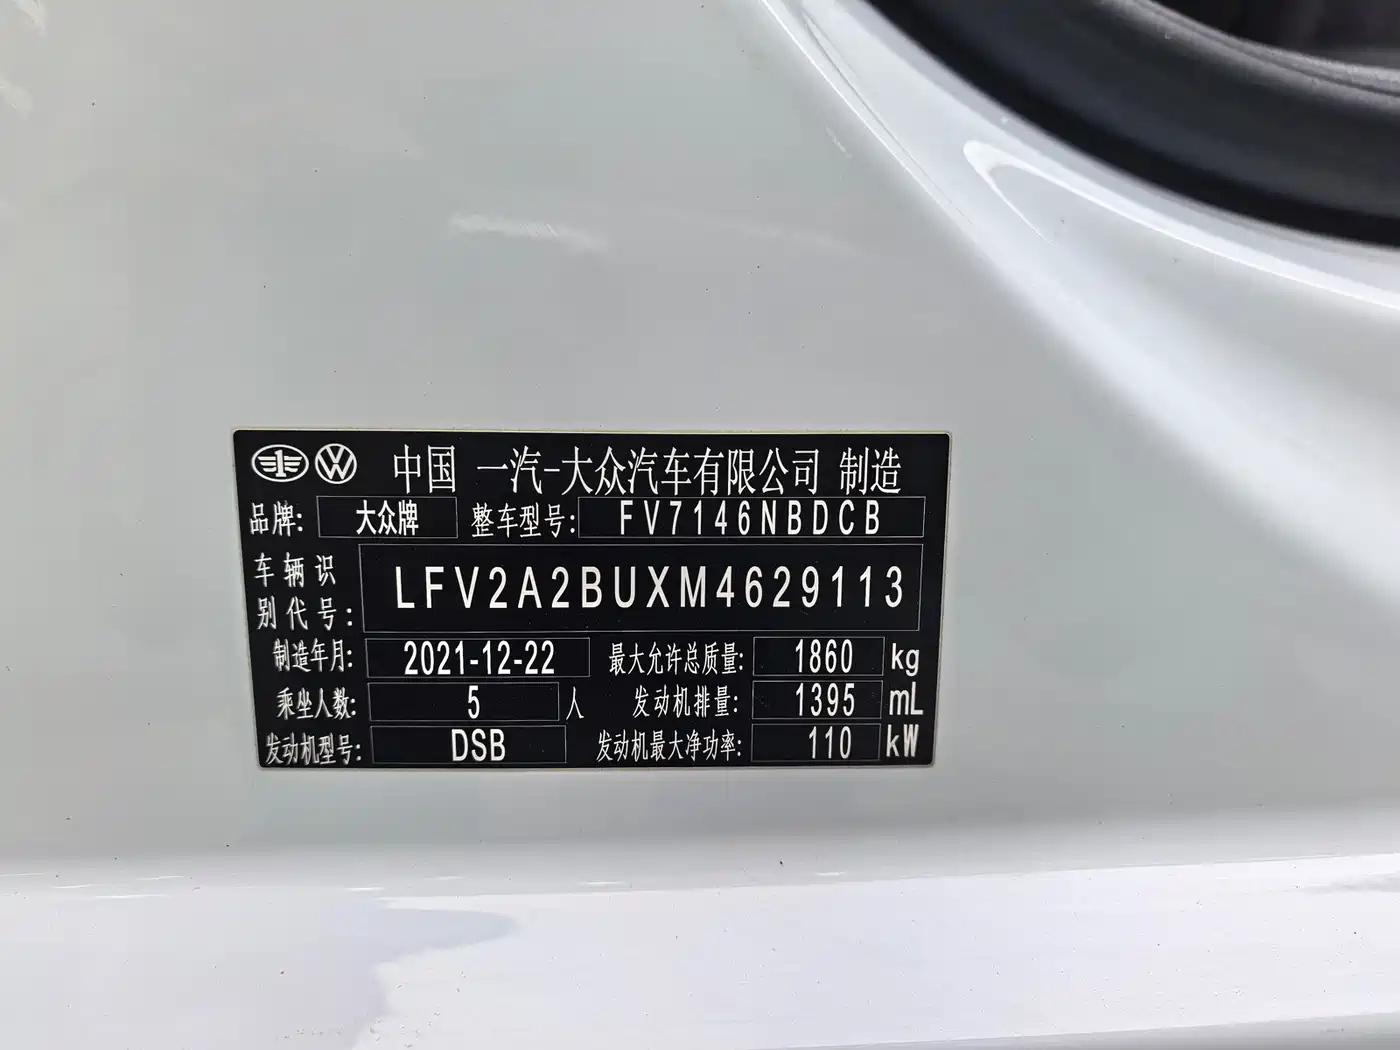 中国 一汽-大众汽车有限公司 制造
品牌: 大众牌 整车型号: FV7146NBDCB
车辆识别代号: LFV2A2BUXM4629113
制造年月: 2021-12-22 最大允许总质量: 1860 kg
乘坐人数: 5 人 发动机排量: 1395 mL
发动机型号: DSB 发动机最大净功率: 110 kW